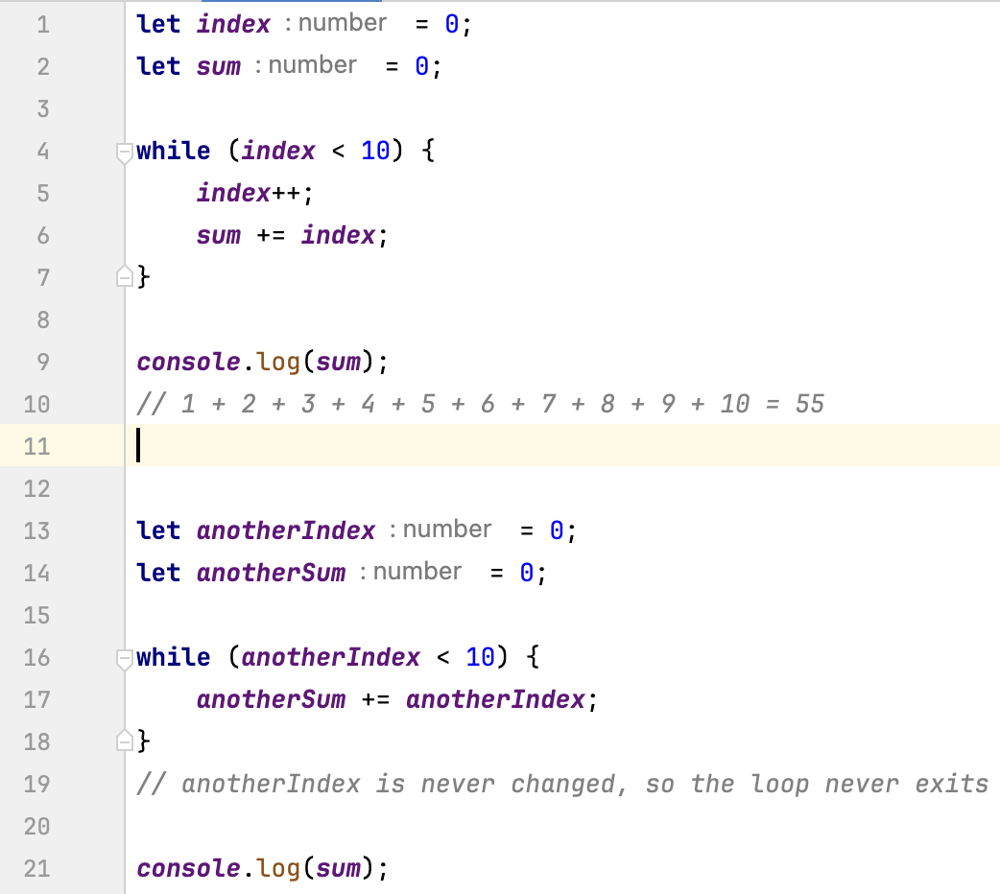 1 let index : number = 0;
2 let sum : number = 0;
3
4 while (index < 10) {
5 index++;
6 sum += index;
7 }
8
9 console.log(sum);
10 // 1 + 2 + 3 + 4 + 5 + 6 + 7 + 8 + 9 + 10 = 55
11
12
13 let anotherIndex : number = 0;
14 let anotherSum : number = 0;
15
16 while (anotherIndex < 10) {
17 anotherSum += anotherIndex;
18 }
19 // anotherIndex is never changed, so the loop never exits
20
21 console.log(sum);